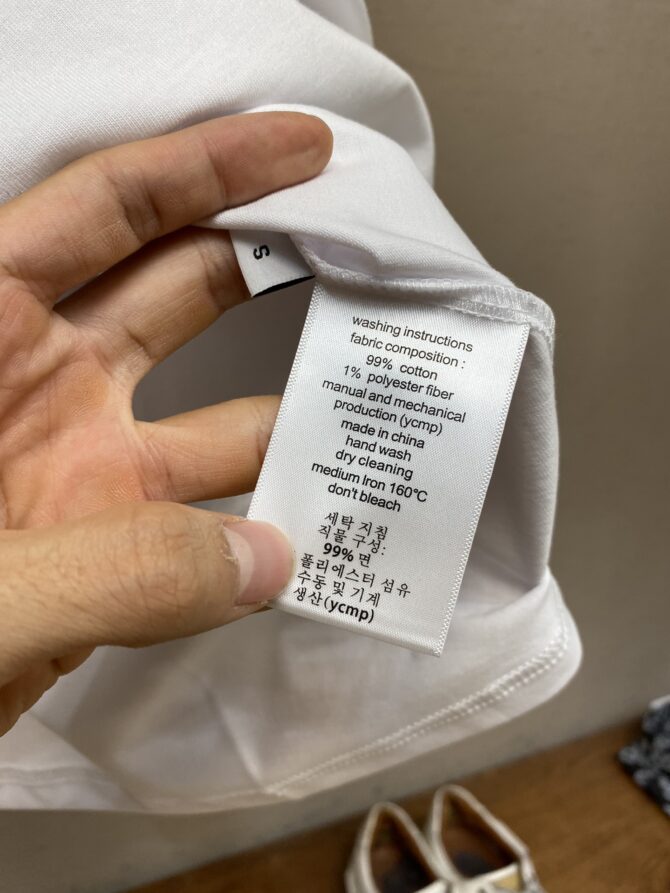 S
washing instructions
fabric composition :
99% cotton
1% polyester fiber
manual and mechanical
production (ycmp)
made in china
hand wash
dry cleaning
medium Iron 160℃
don't bleach
세탁 지침
직물 구성:
99% 면
폴리에스터 섬유
수동 및 기계
생산(ycmp)